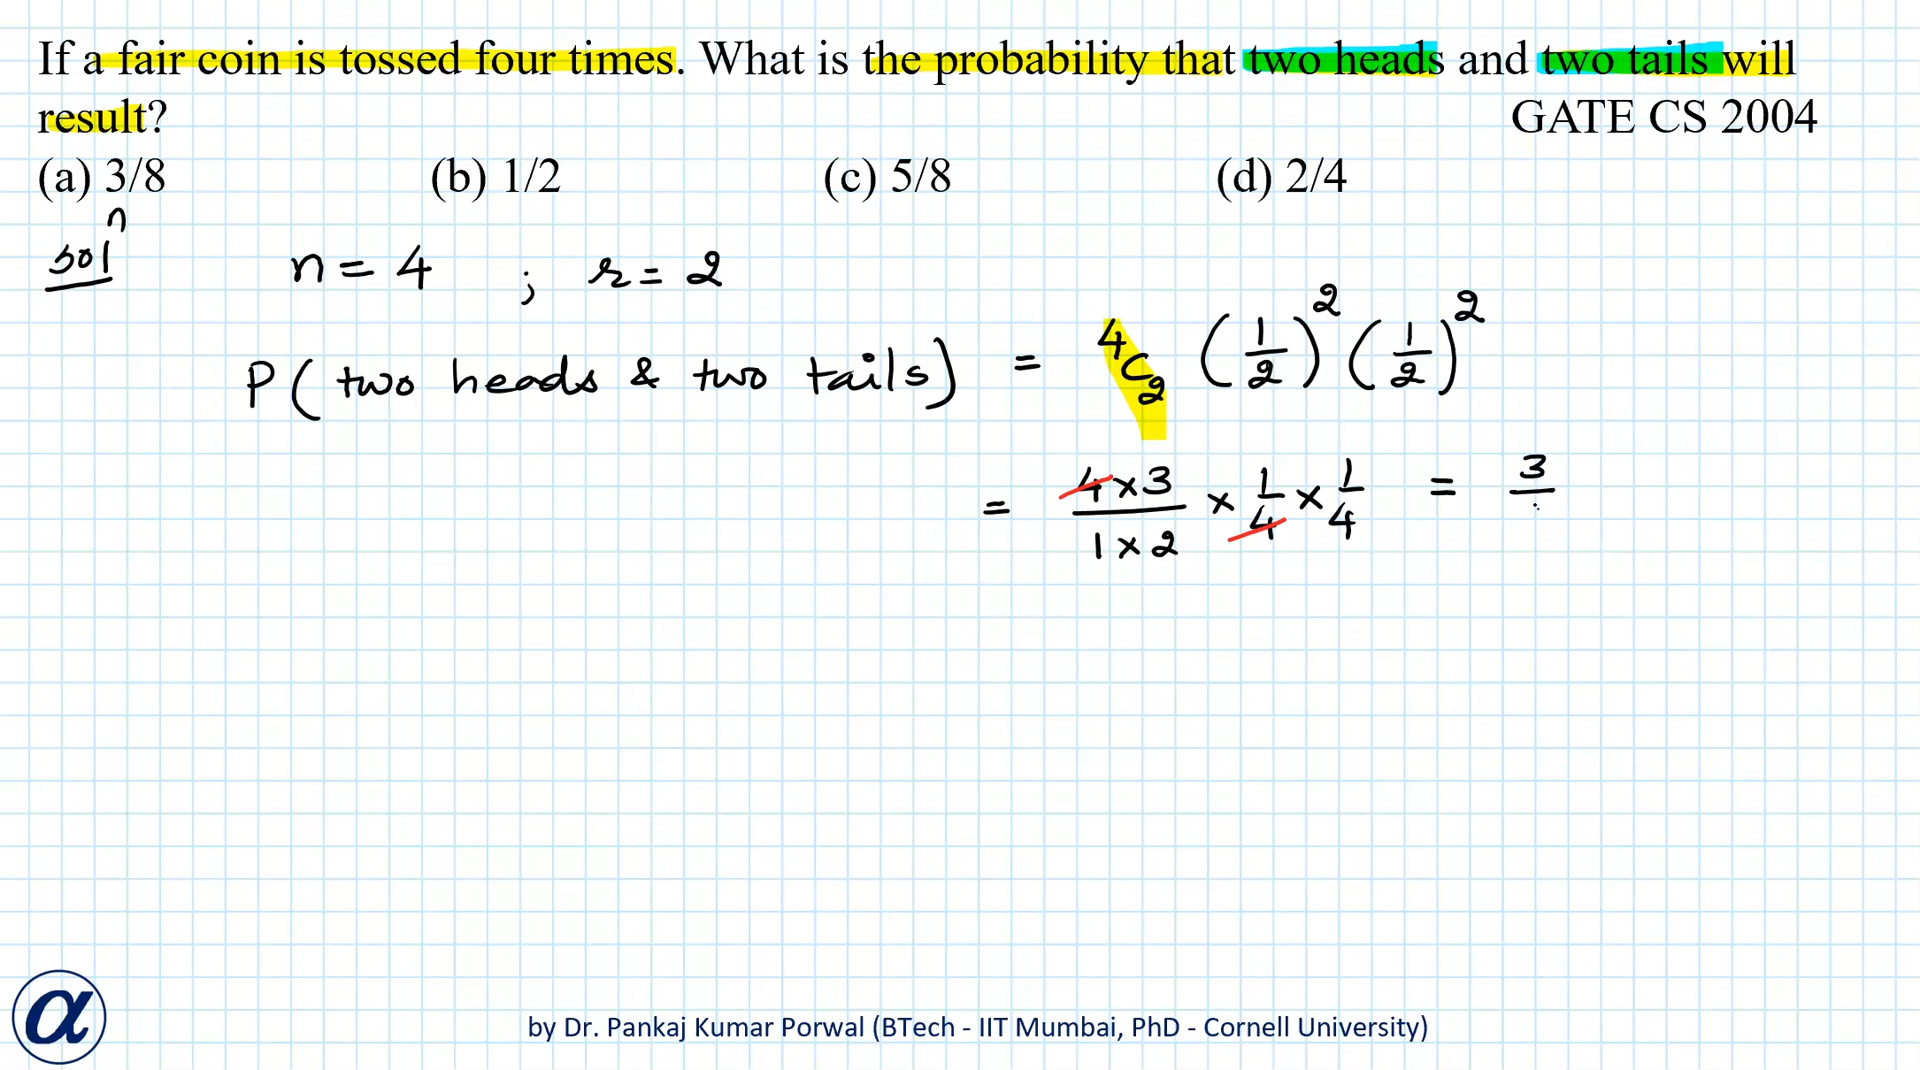 If a fair coin is tossed four times. What is the probability that two heads and two tails will
result? GATE CS 2004
(a) 3/8 (b) 1/2 (c) 5/8 (d) 2/4
solⁿ n = 4 ; r = 2
P ( two heads & two tails) = ⁴C₂ (1/2)² (1/2)²
= 4 × 3 / 1 × 2 × 1/4 × 1/4 = 3/
α
by Dr. Pankaj Kumar Porwal (BTech - IIT Mumbai, PhD - Cornell University)